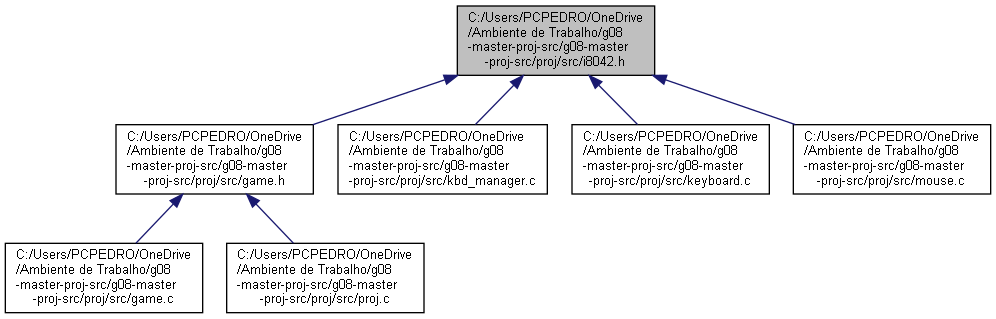 C:/Users/PCPEDRO/OneDrive
/Ambiente de Trabalho/g08
-master-proj-src/g08-master
-proj-src/proj/src/i8042.h
C:/Users/PCPEDRO/OneDrive
/Ambiente de Trabalho/g08
-master-proj-src/g08-master
-proj-src/proj/src/game.h
C:/Users/PCPEDRO/OneDrive
/Ambiente de Trabalho/g08
-master-proj-src/g08-master
-proj-src/proj/src/kbd_manager.c
C:/Users/PCPEDRO/OneDrive
/Ambiente de Trabalho/g08
-master-proj-src/g08-master
-proj-src/proj/src/keyboard.c
C:/Users/PCPEDRO/OneDrive
/Ambiente de Trabalho/g08
-master-proj-src/g08-master
-proj-src/proj/src/mouse.c
C:/Users/PCPEDRO/OneDrive
/Ambiente de Trabalho/g08
-master-proj-src/g08-master
-proj-src/proj/src/game.c
C:/Users/PCPEDRO/OneDrive
/Ambiente de Trabalho/g08
-master-proj-src/g08-master
-proj-src/proj/src/proj.c